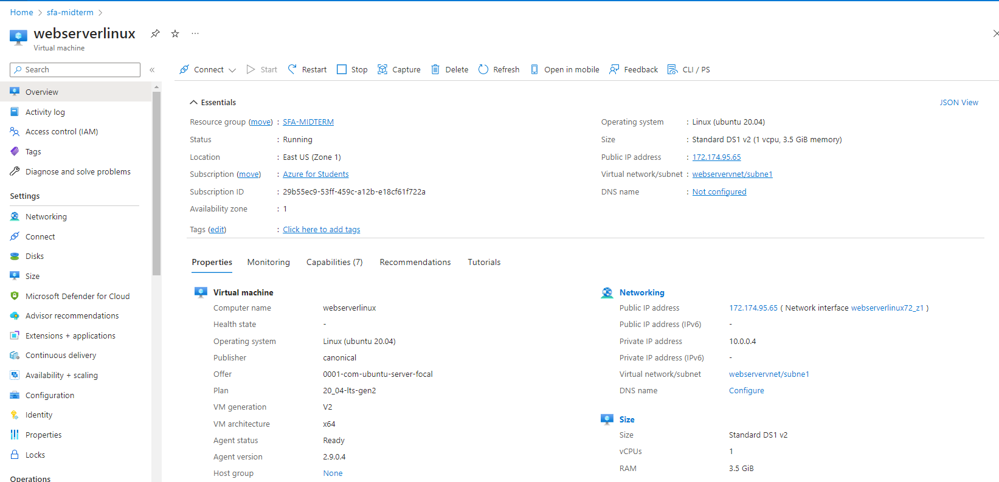 Home > sfa-midterm >
webserverlinux ...
Virtual machine
Search «
Connect Start Restart Stop Capture Delete Refresh Open in mobile Feedback CLI / PS
Overview
Activity log
Access control (IAM)
Tags
Diagnose and solve problems
Settings
Networking
Connect
Disks
Size
Microsoft Defender for Cloud
Advisor recommendations
Extensions + applications
Continuous delivery
Availability + scaling
Configuration
Identity
Properties
Locks
Operations
Essentials
JSON View
Resource group (move) : SFA-MIDTERM
Status : Running
Location : East US (Zone 1)
Subscription (move) : Azure for Students
Subscription ID : 29b55ec9-53ff-459c-a12b-e18cf61f722a
Availability zone : 1
Tags (edit) : Click here to add tags
Operating system : Linux (ubuntu 20.04)
Size : Standard DS1 v2 (1 vcpu, 3.5 GiB memory)
Public IP address : 172.174.95.65
Virtual network/subnet : webservervnet/subne1
DNS name : Not configured
Properties Monitoring Capabilities (7) Recommendations Tutorials
Virtual machine
Computer name webserverlinux
Health state -
Operating system Linux (ubuntu 20.04)
Publisher canonical
Offer 0001-com-ubuntu-server-focal
Plan 20_04-lts-gen2
VM generation V2
VM architecture x64
Agent status Ready
Agent version 2.9.0.4
Host group None
Networking
Public IP address 172.174.95.65 ( Network interface webserverlinux72_z1 )
Public IP address (IPv6) -
Private IP address 10.0.0.4
Private IP address (IPv6) -
Virtual network/subnet webservervnet/subne1
DNS name Configure
Size
Size Standard DS1 v2
vCPUs 1
RAM 3.5 GiB